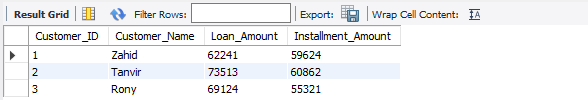 Result Grid Filter Rows: Export: Wrap Cell Content: IA
Customer_ID Customer_Name Loan_Amount Installment_Amount
1 Zahid 62241 59624
2 Tanvir 73513 60862
3 Rony 69124 55321